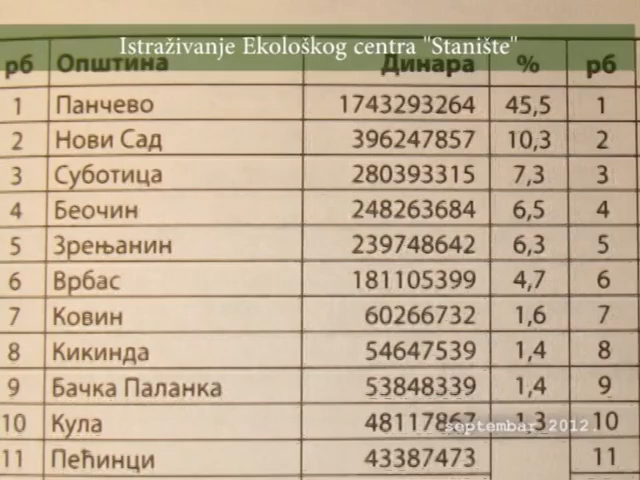 Istraživanje Ekološkog centra "Stanište"
рб Општина Динара % рб
1 Панчево 1743293264 45,5 1
2 Нови Сад 396247857 10,3 2
3 Суботица 280393315 7,3 3
4 Беочин 248263684 6,5 4
5 Зрењанин 239748642 6,3 5
6 Врбас 181105399 4,7 6
7 Ковин 60266732 1,6 7
8 Кикинда 54647539 1,4 8
9 Бачка Паланка 53848339 1,4 9
10 Кула 48117867 1,3 10
septembar 2012.
11 Пећинци 43387473 11